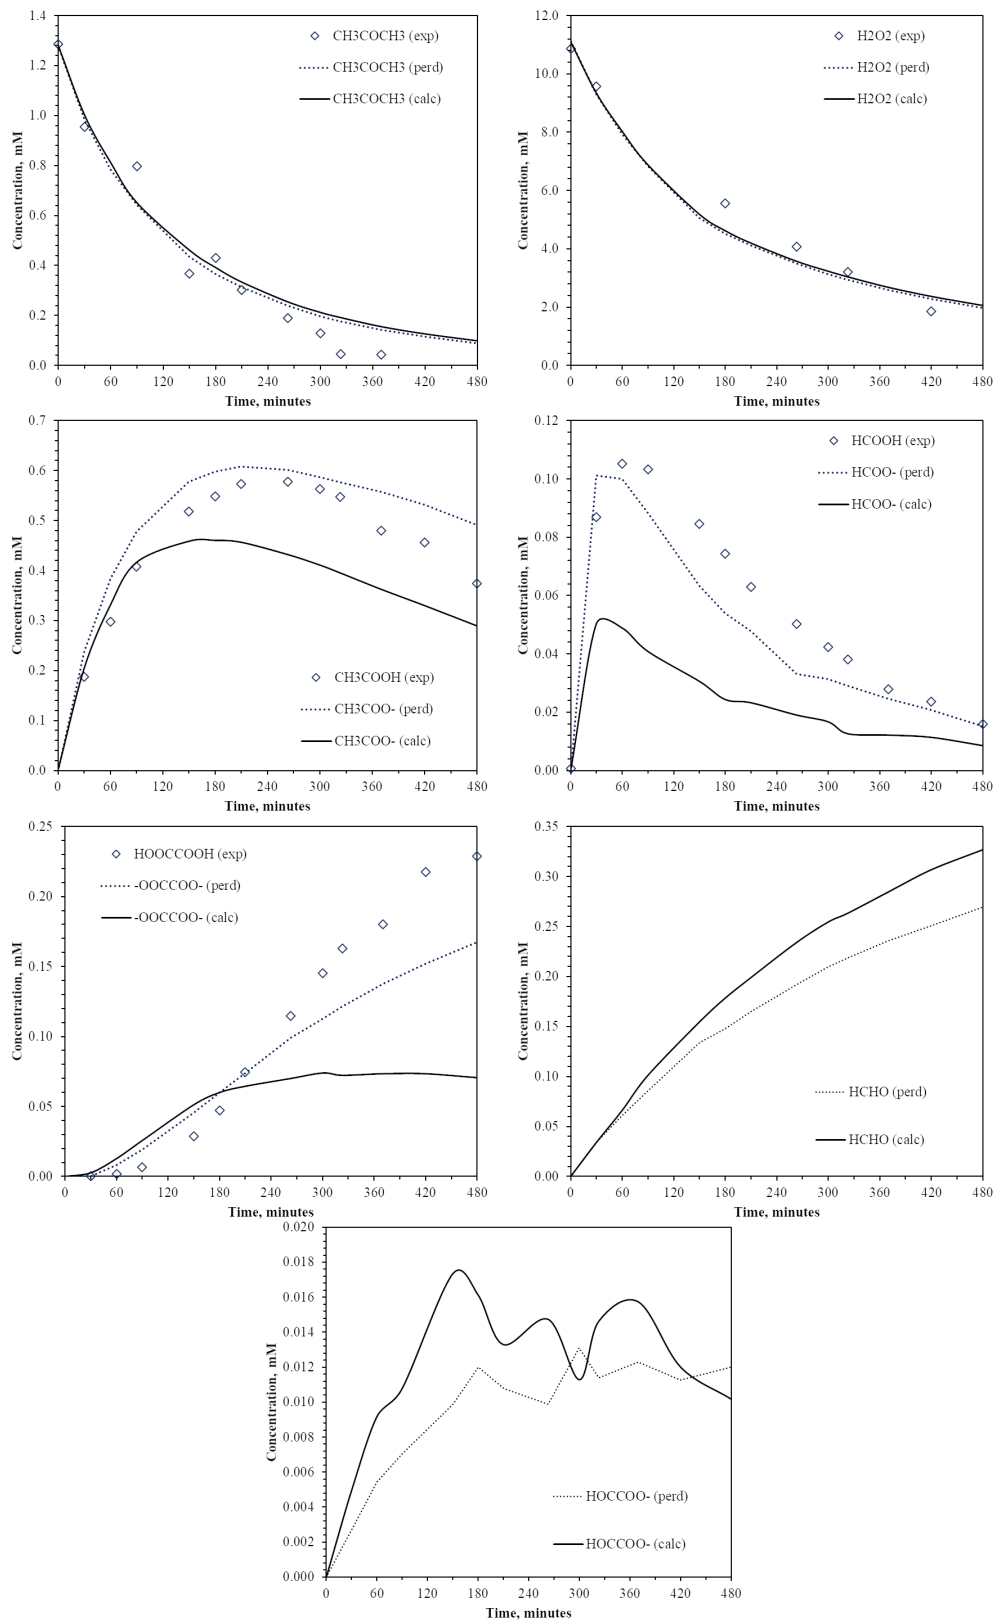 1.4
1.2
1.0
0.8
0.6
0.4
0.2
0.0
Concentration, mM
CH3COCH3 (exp)
CH3COCH3 (perd)
CH3COCH3 (calc)
0 60 120 180 240 300 360 420 480
Time, minutes
12.0
10.0
8.0
6.0
4.0
2.0
0.0
Concentration, mM
H2O2 (exp)
H2O2 (perd)
H2O2 (calc)
0 60 120 180 240 300 360 420 480
Time, minutes
0.7
0.6
0.5
0.4
0.3
0.2
0.1
0.0
Concentration, mM
CH3COOH (exp)
CH3COO- (perd)
CH3COO- (calc)
0 60 120 180 240 300 360 420 480
Time, minutes
0.12
0.10
0.08
0.06
0.04
0.02
0.00
Concentration, mM
HCOOH (exp)
HCOO- (perd)
HCOO- (calc)
0 60 120 180 240 300 360 420 480
Time, minutes
0.25
0.20
0.15
0.10
0.05
0.00
Concentration, mM
HOOCCOOH (exp)
-OOCCOO- (perd)
-OOCCOO- (calc)
0 60 120 180 240 300 360 420 480
Time, minutes
0.35
0.30
0.25
0.20
0.15
0.10
0.05
0.00
Concentration, mM
HCHO (perd)
HCHO (calc)
0 60 120 180 240 300 360 420 480
Time, minutes
0.020
0.018
0.016
0.014
0.012
0.010
0.008
0.006
0.004
0.002
0.000
Concentration, mM
HOCCOO- (perd)
HOCCOO- (calc)
0 60 120 180 240 300 360 420 480
Time, minutes